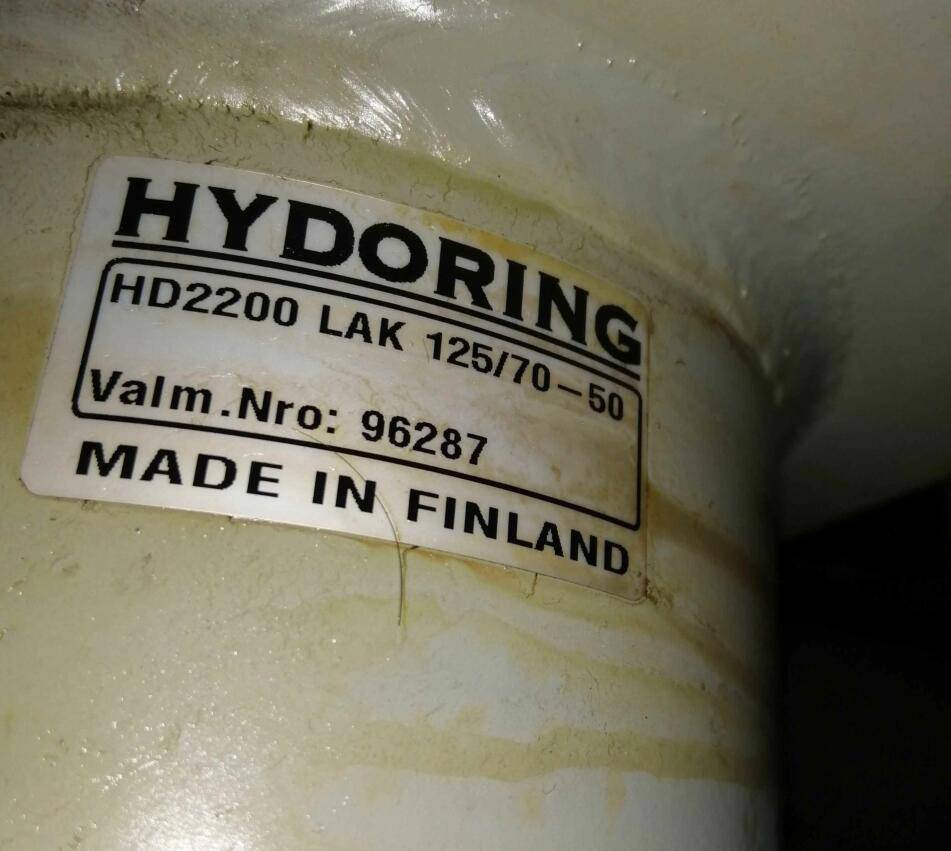 HYDORING
HD2200 LAK 125/70-50
Valm.Nro: 96287
MADE IN FINLAND